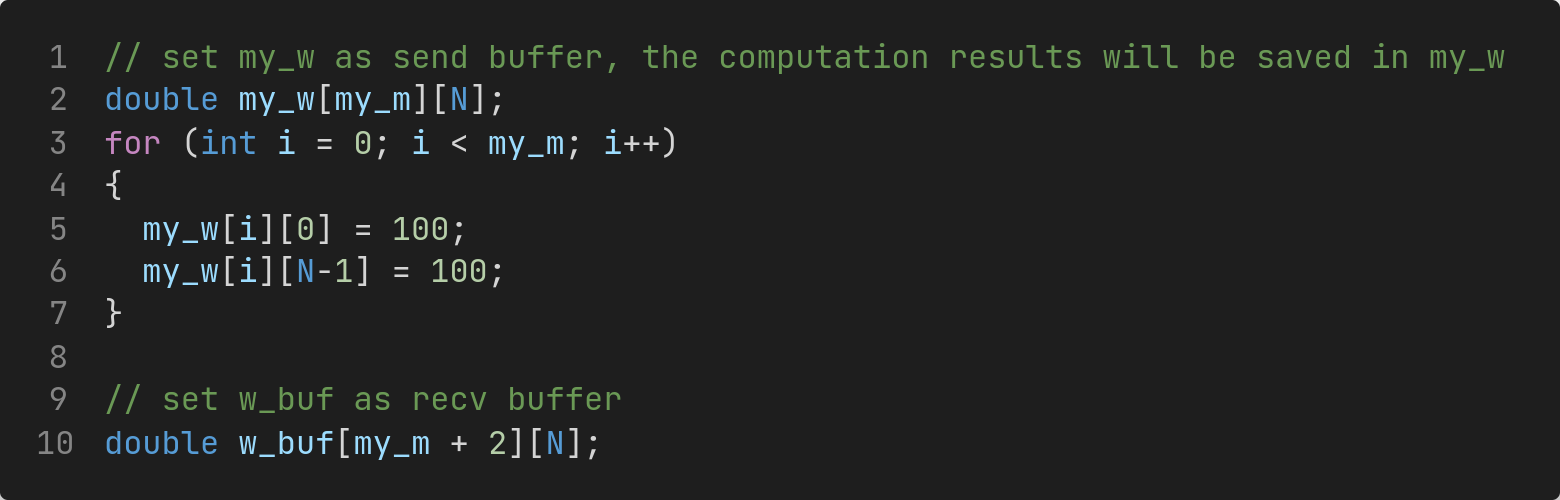 1 // set my_w as send buffer, the computation results will be saved in my_w
2 double my_w[my_m][N];
3 for (int i = 0; i < my_m; i++)
4 {
5   my_w[i][0] = 100;
6   my_w[i][N-1] = 100;
7 }
8
9 // set w_buf as recv buffer
10 double w_buf[my_m + 2][N];